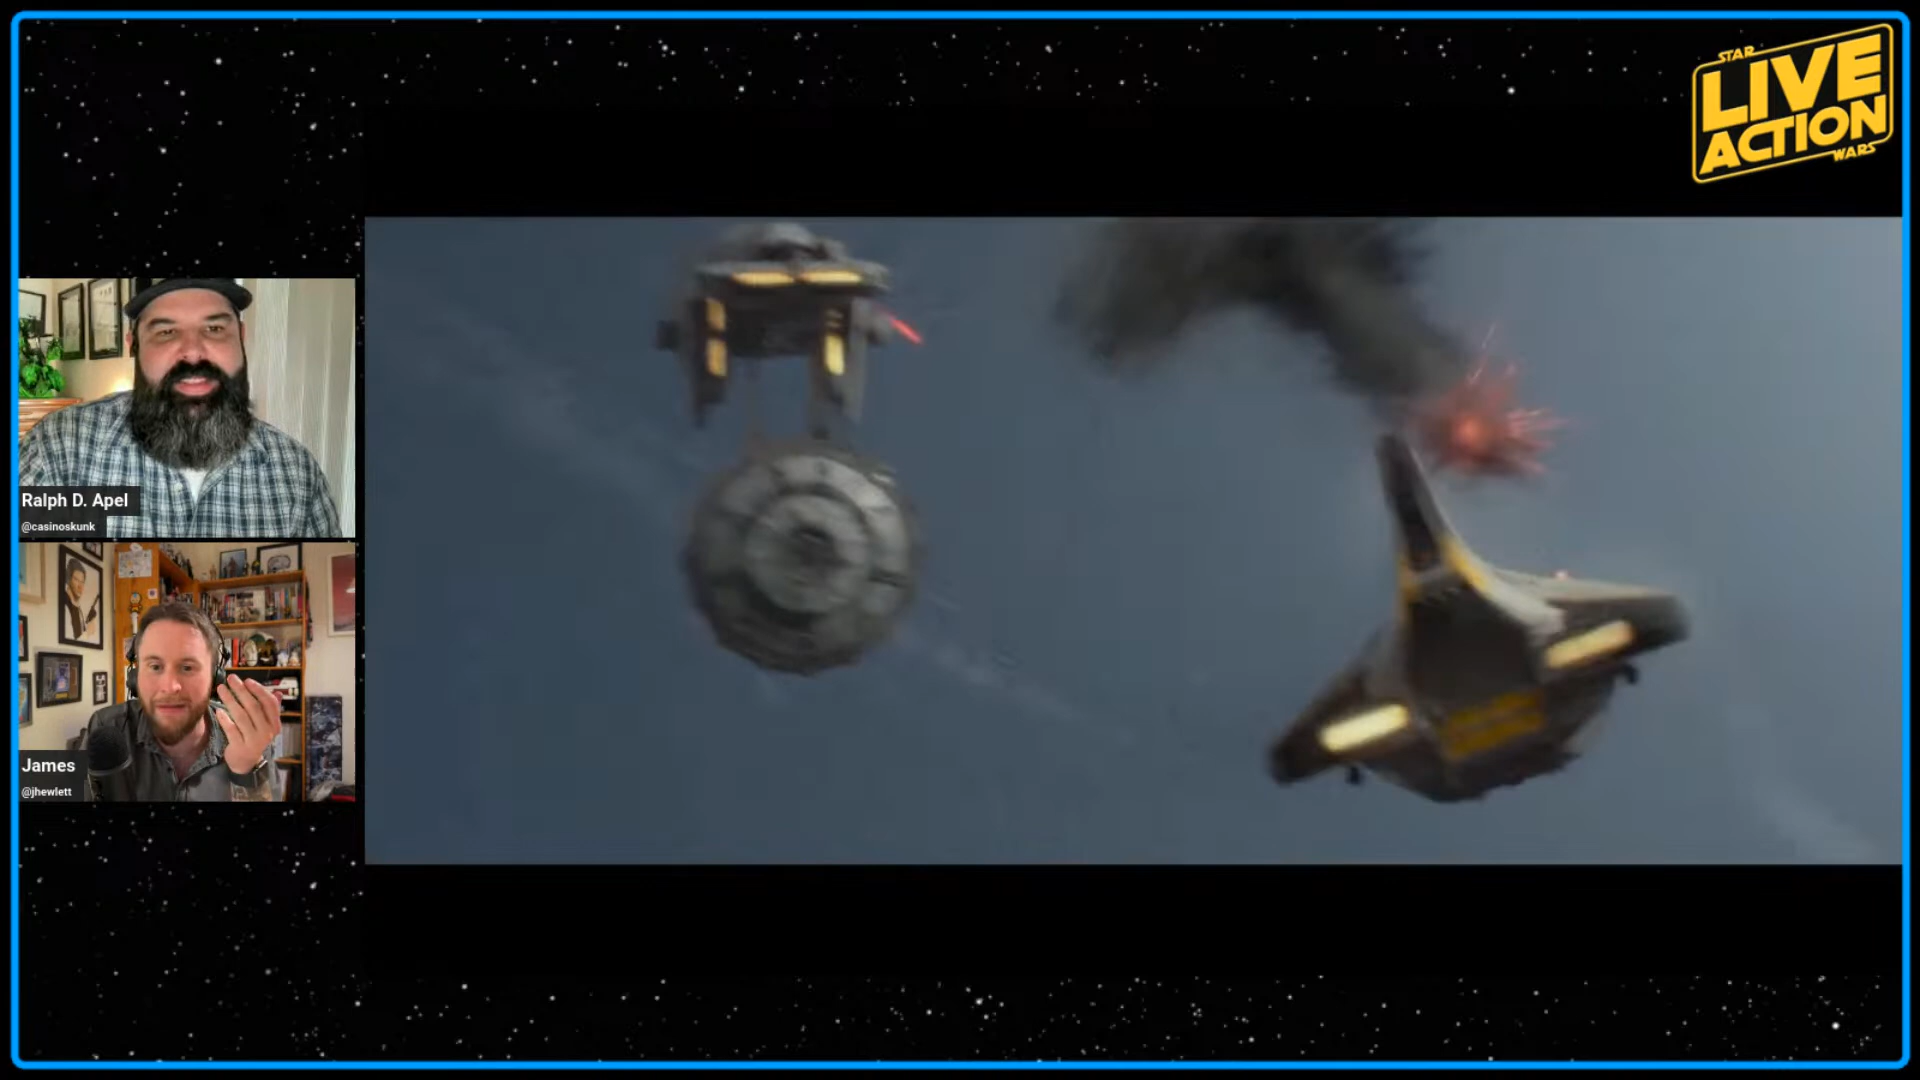 STAR
LIVE
ACTION
WARS
Ralph D. Apel
@casinoskunk
James
@jhewlett